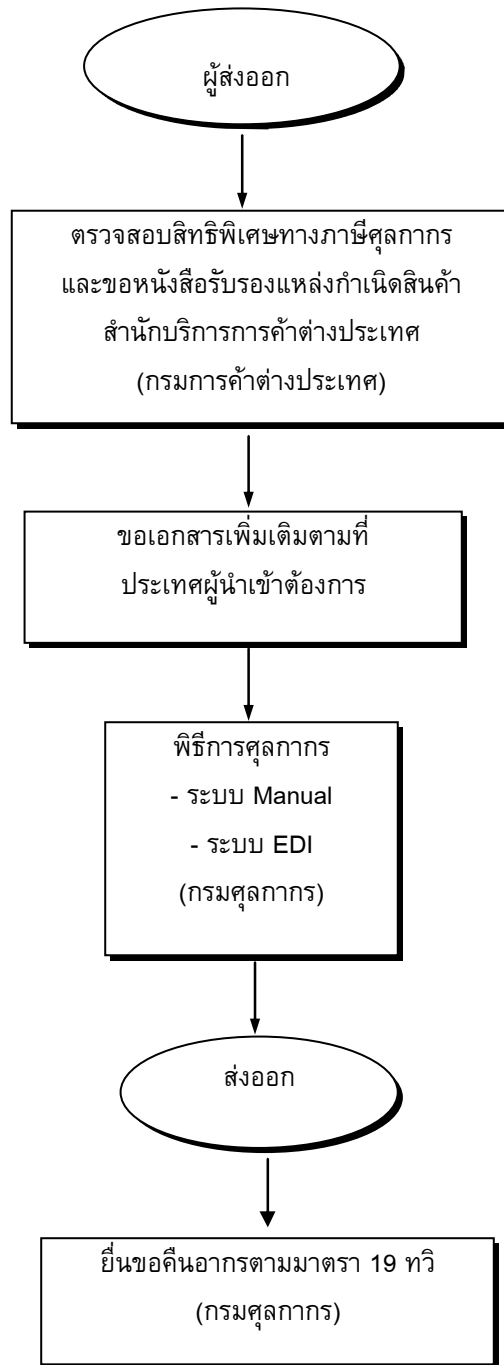 ผู้ส่งออก
ตรวจสอบสิทธิพิเศษทางภาษีศุลกากร
และขอหนังสือรับรองแหล่งกำเนิดสินค้า
สำนักบริการการค้าต่างประเทศ
(กรมการค้าต่างประเทศ)
ขอเอกสารเพิ่มเติมตามที่
ประเทศผู้นำเข้าต้องการ
พิธีการศุลกากร
- ระบบ Manual
- ระบบ EDI
(กรมศุลกากร)
ส่งออก
ยื่นขอคืนอากรตามมาตรา 19 ทวิ
(กรมศุลกากร)